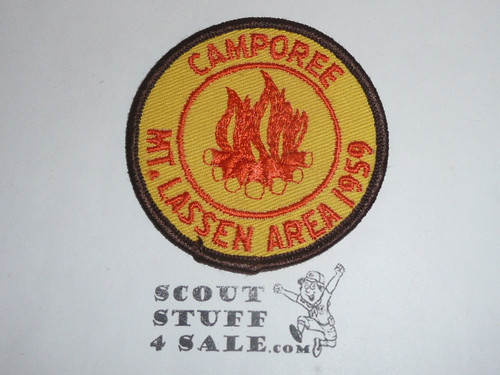 CAMPOREE
MT. LASSEN AREA 1959
SCOUT
STUFF
4 SALE.COM